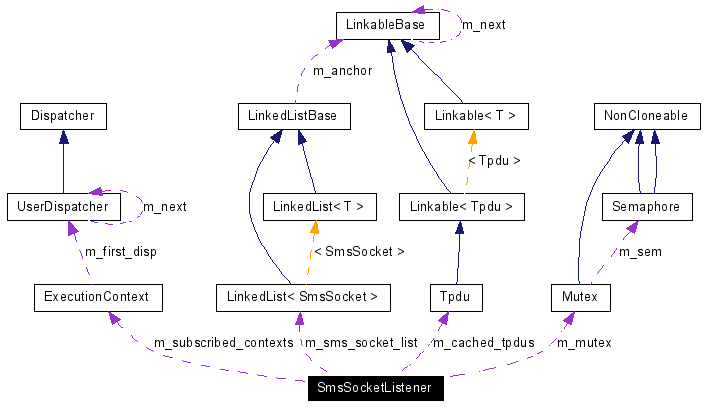 LinkableBase
m_next
m_anchor
Dispatcher
LinkedListBase
Linkable< T >
NonCloneable
< Tpdu >
UserDispatcher
m_next
LinkedList< T >
Linkable< Tpdu >
Semaphore
m_first_disp
< SmsSocket >
m_sem
ExecutionContext
LinkedList< SmsSocket >
Tpdu
Mutex
m_subscribed_contexts
m_sms_socket_list
m_cached_tpdus
m_mutex
SmsSocketListener